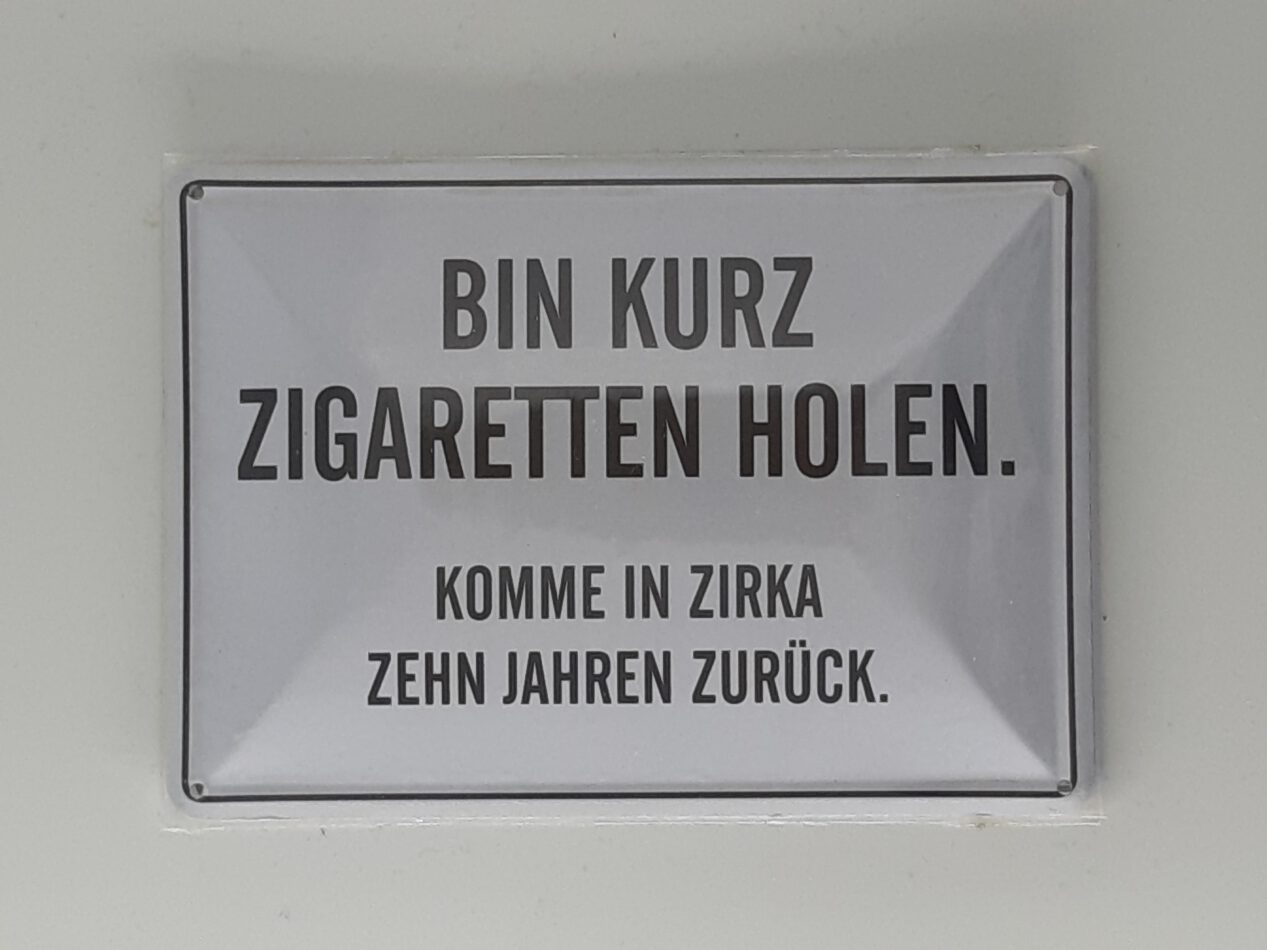 BIN KURZ
ZIGARETTEN HOLEN.
KOMME IN ZIRKA
ZEHN JAHREN ZURÜCK.